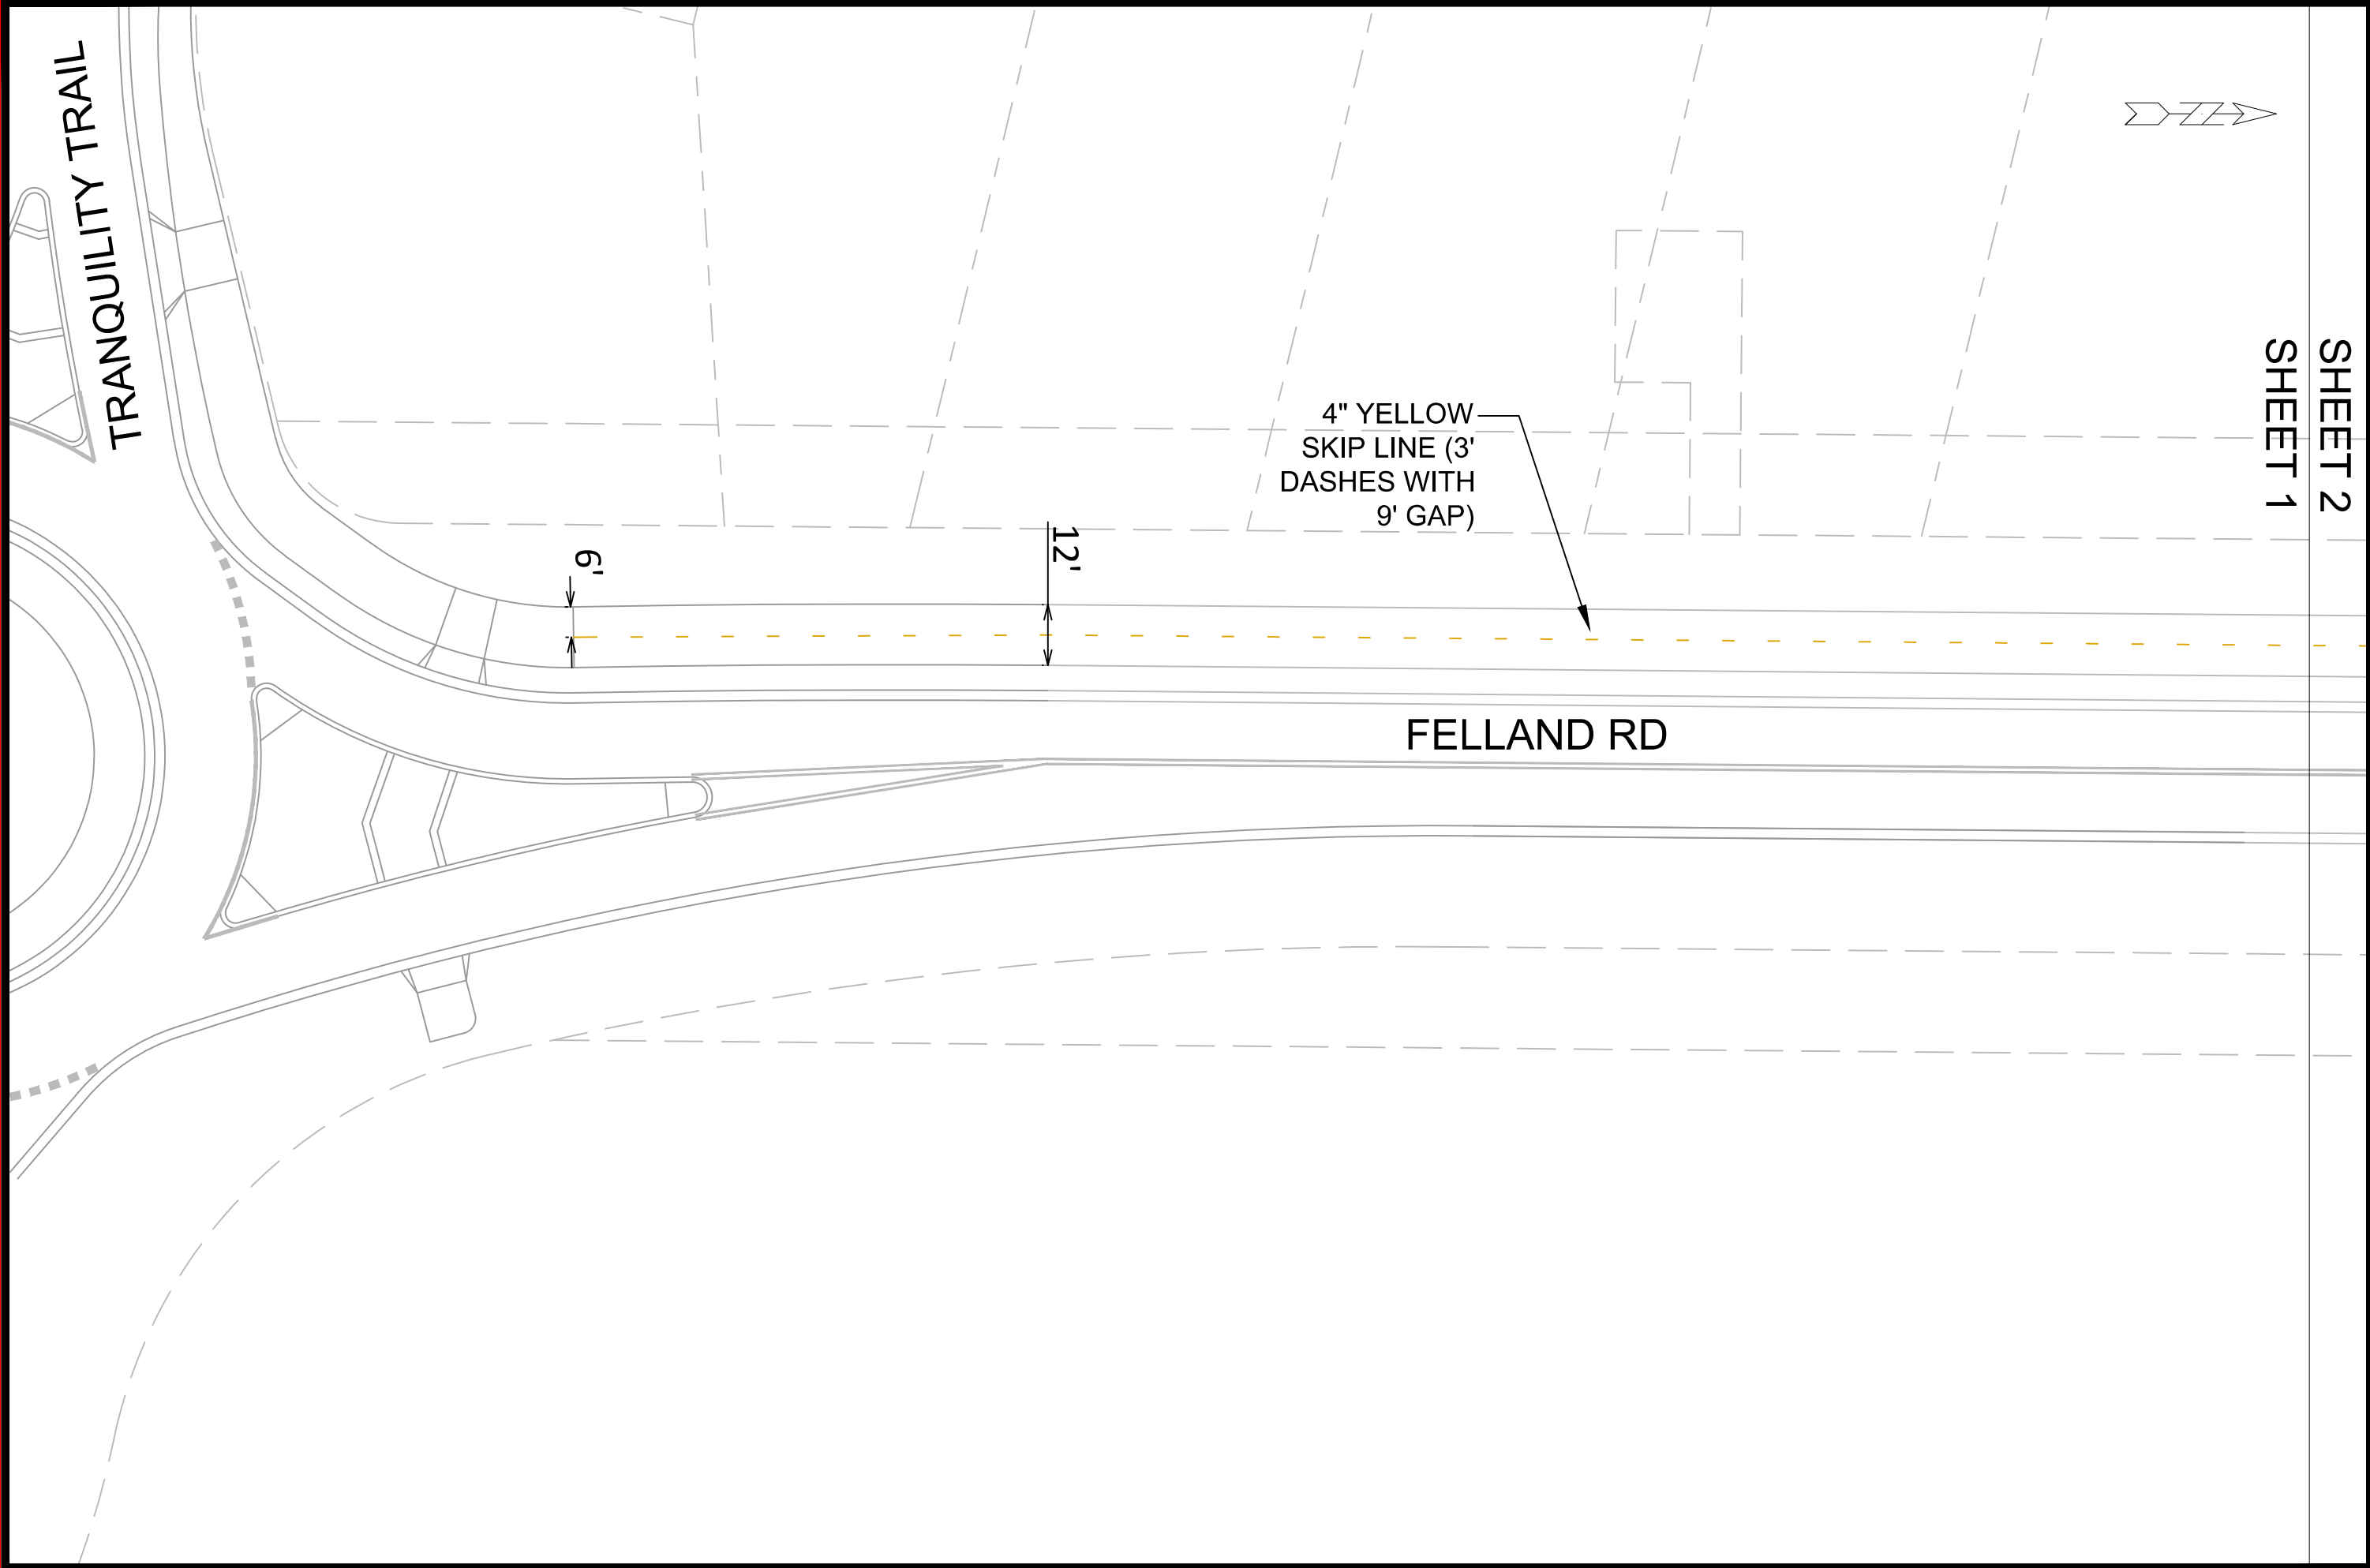 TRANQUILITY TRAIL
4" YELLOW
SKIP LINE (3'
DASHES WITH
9' GAP)
6'
12'
FELLAND RD
SHEET 2
SHEET 1